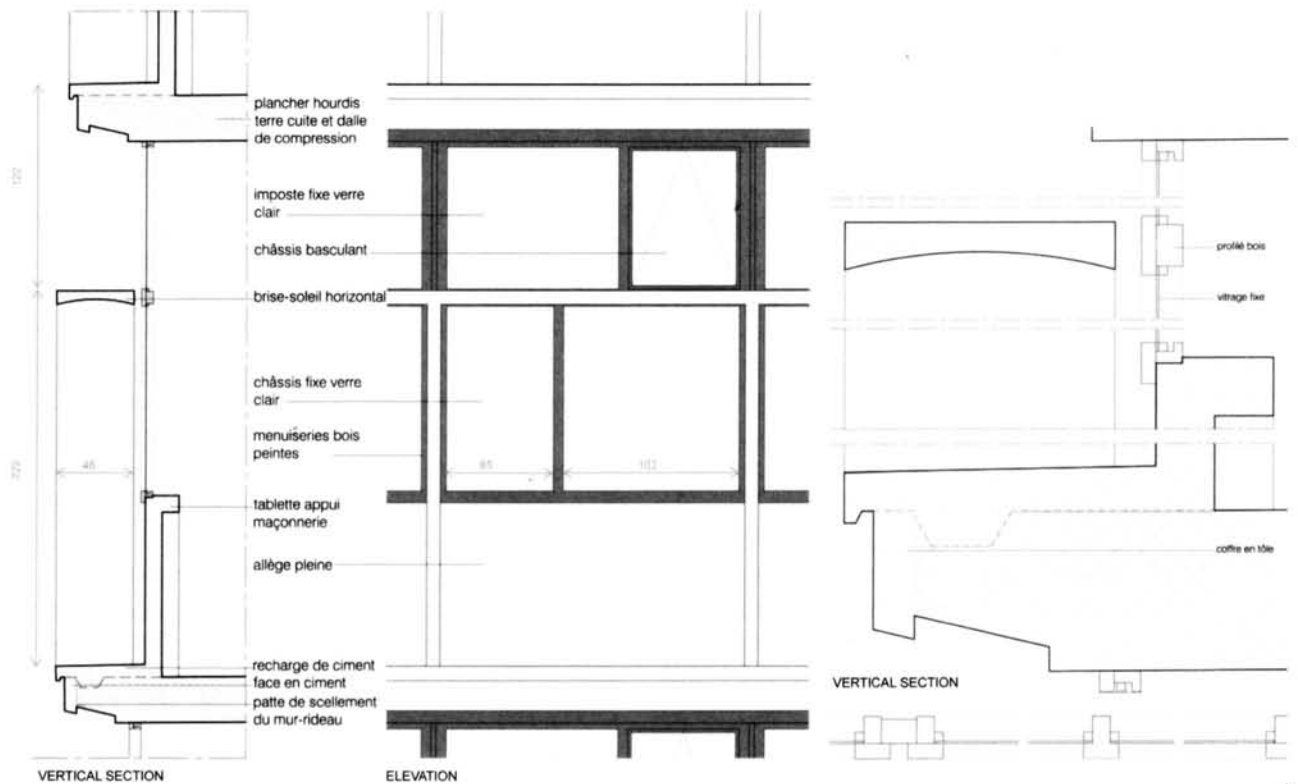 plancher hourdis
terre cuite et dalle
de compression
120
imposte fixe verre
clair
châssis basculant
brise-soleil horizontal
châssis fixe verre
clair
menuiseries bois
peintes
tablette appui
maçonnerie
allège pleine
recharge de ciment
face en ciment
patte de scellement
du mur-rideau
VERTICAL SECTION
ELEVATION
102
profilé bois
vitrage fixe
coffre en tôle
VERTICAL SECTION